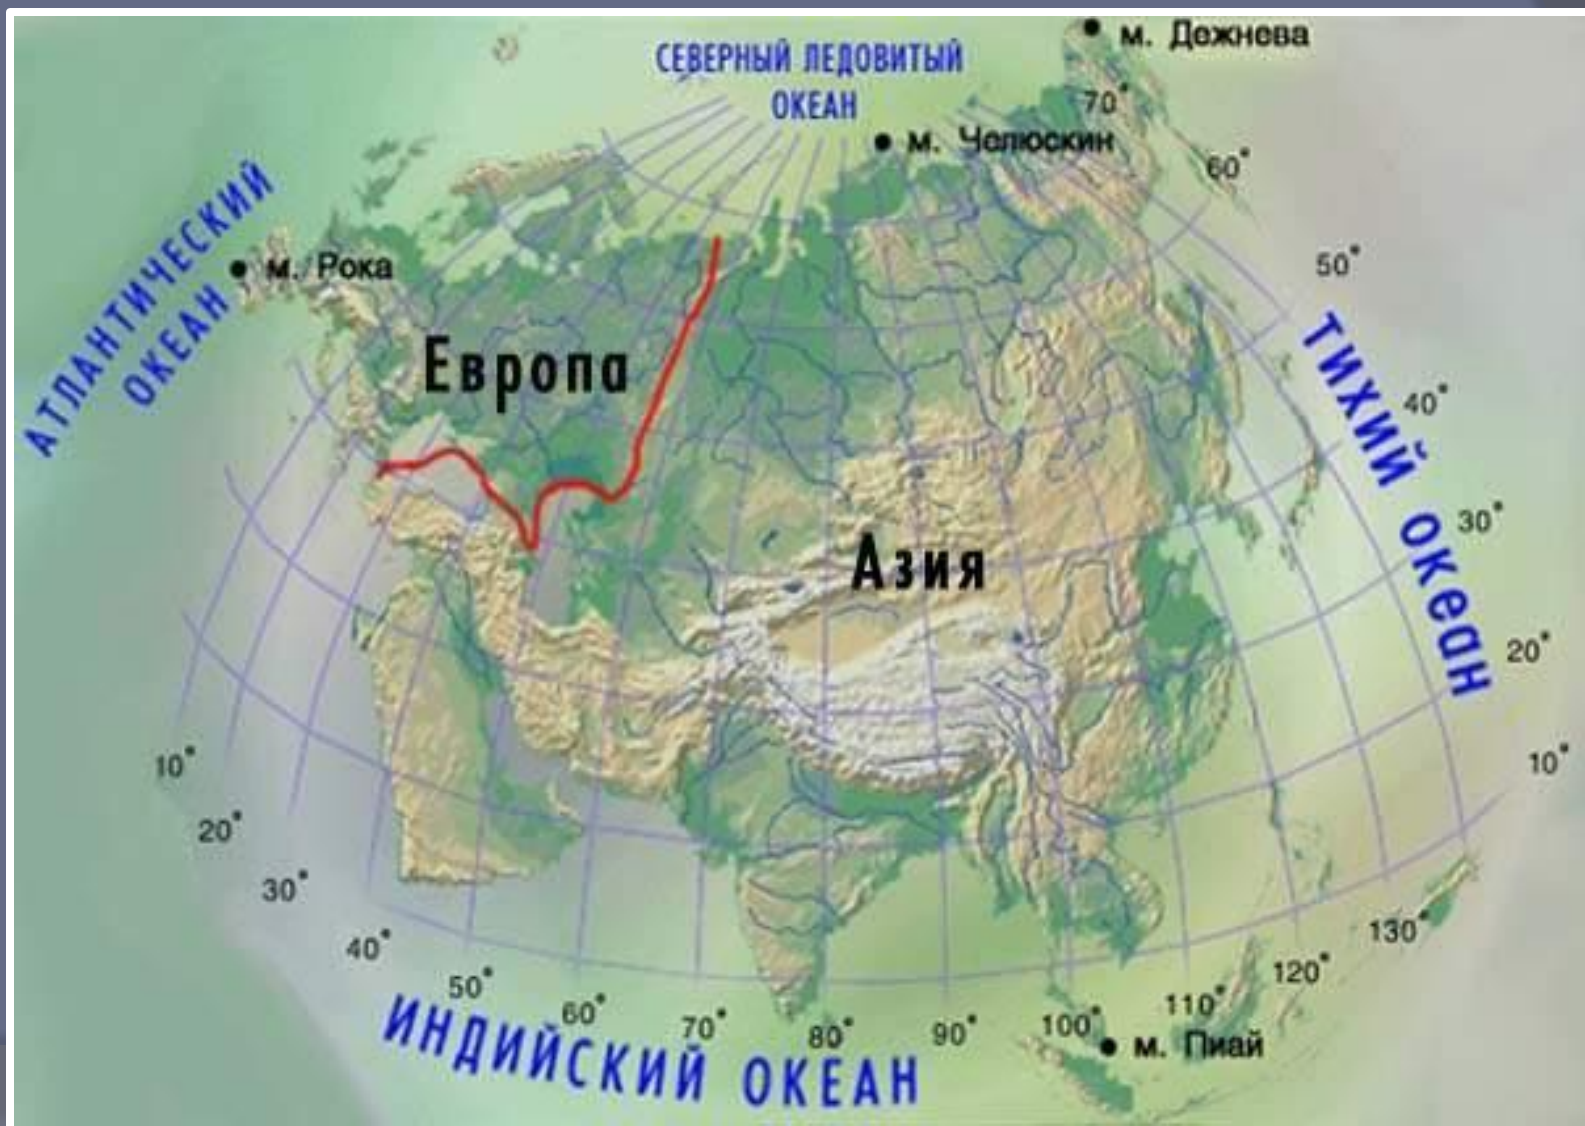 м. Дежнева
СЕВЕРНЫЙ ЛЕДОВИТЫЙ
ОКЕАН
70°
м. Челюскин
60°
АТЛАНТИЧЕСКИЙ
ОКЕАН
м. Рока
50°
Европа
ТИХИЙ ОКЕАН
40°
30°
Азия
20°
10°
10°
20°
30°
40°
50°
60°
70°
80°
90°
100°
110°
120°
130°
м. Пиай
ИНДИЙСКИЙ ОКЕАН